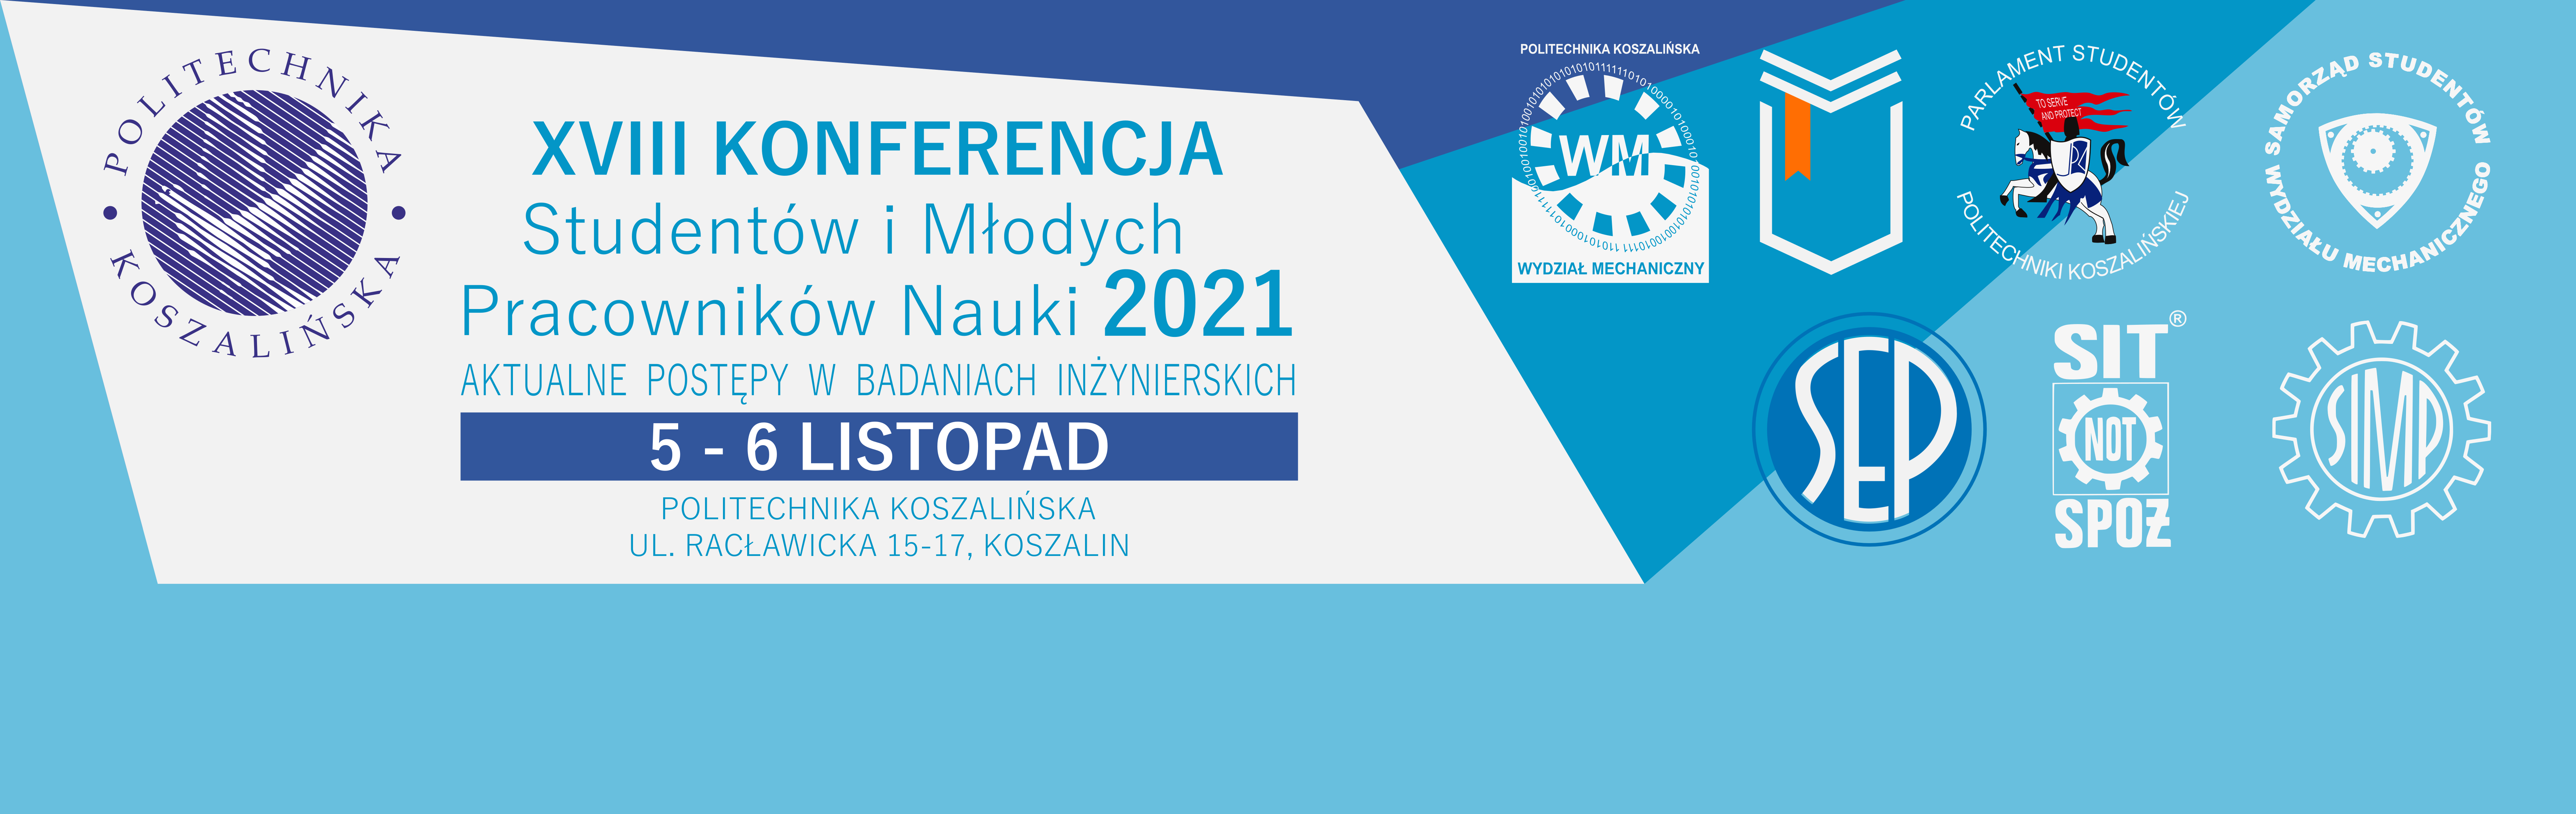 POLITECHNIKA
KOSZALIŃSKA
XVIII KONFERENCJA
Studentów i Młodych
Pracowników Nauki 2021
AKTUALNE POSTĘPY W BADANIACH INŻYNIERSKICH
5 - 6 LISTOPAD
POLITECHNIKA KOSZALIŃSKA
UL. RACŁAWICKA 15-17, KOSZALIN
POLITECHNIKA KOSZALIŃSKA
WM
WYDZIAŁ MECHANICZNY
PARLAMENT STUDENTÓW
TO SERVE
AND PROTECT
POLITECHNIKI KOSZALIŃSKIEJ
SAMORZĄD STUDENTÓW
WYDZIAŁU MECHANICZNEGO
SEP
SIT®
NOT
SPOŻ
SIMP